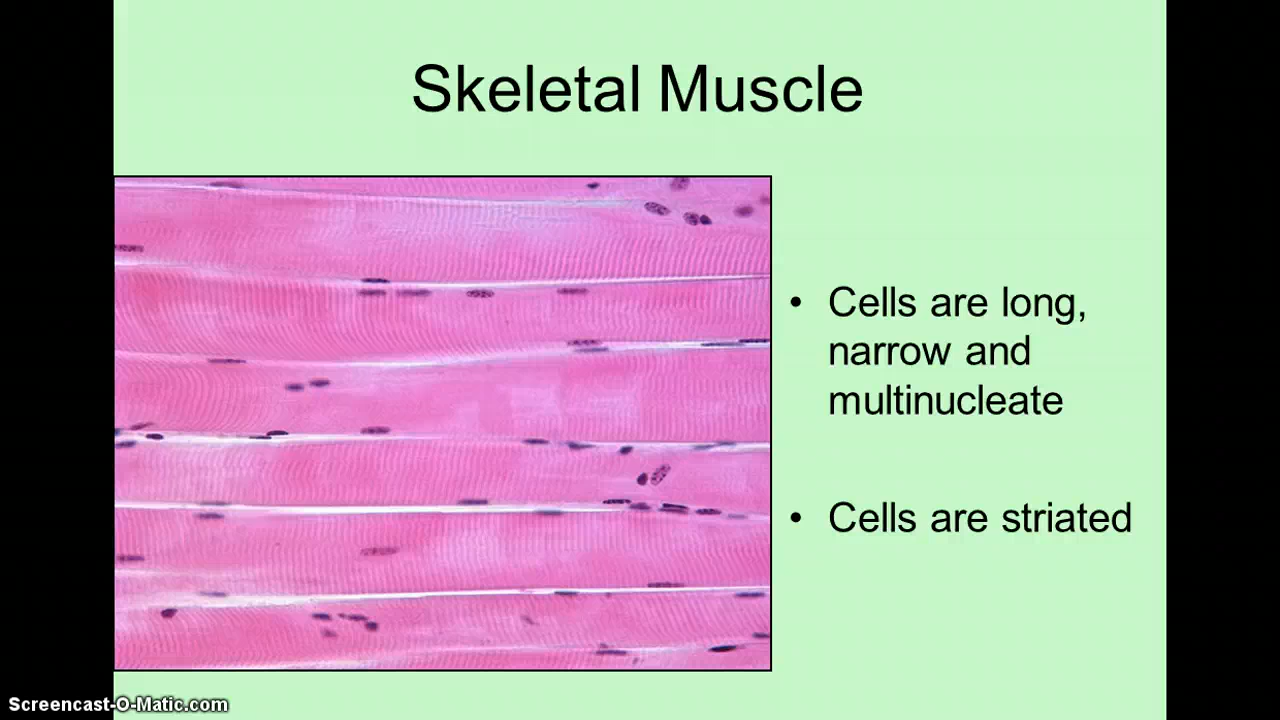 Skeletal Muscle
• Cells are long,
narrow and
multinucleate
• Cells are striated
Screencast-O-Matic.com